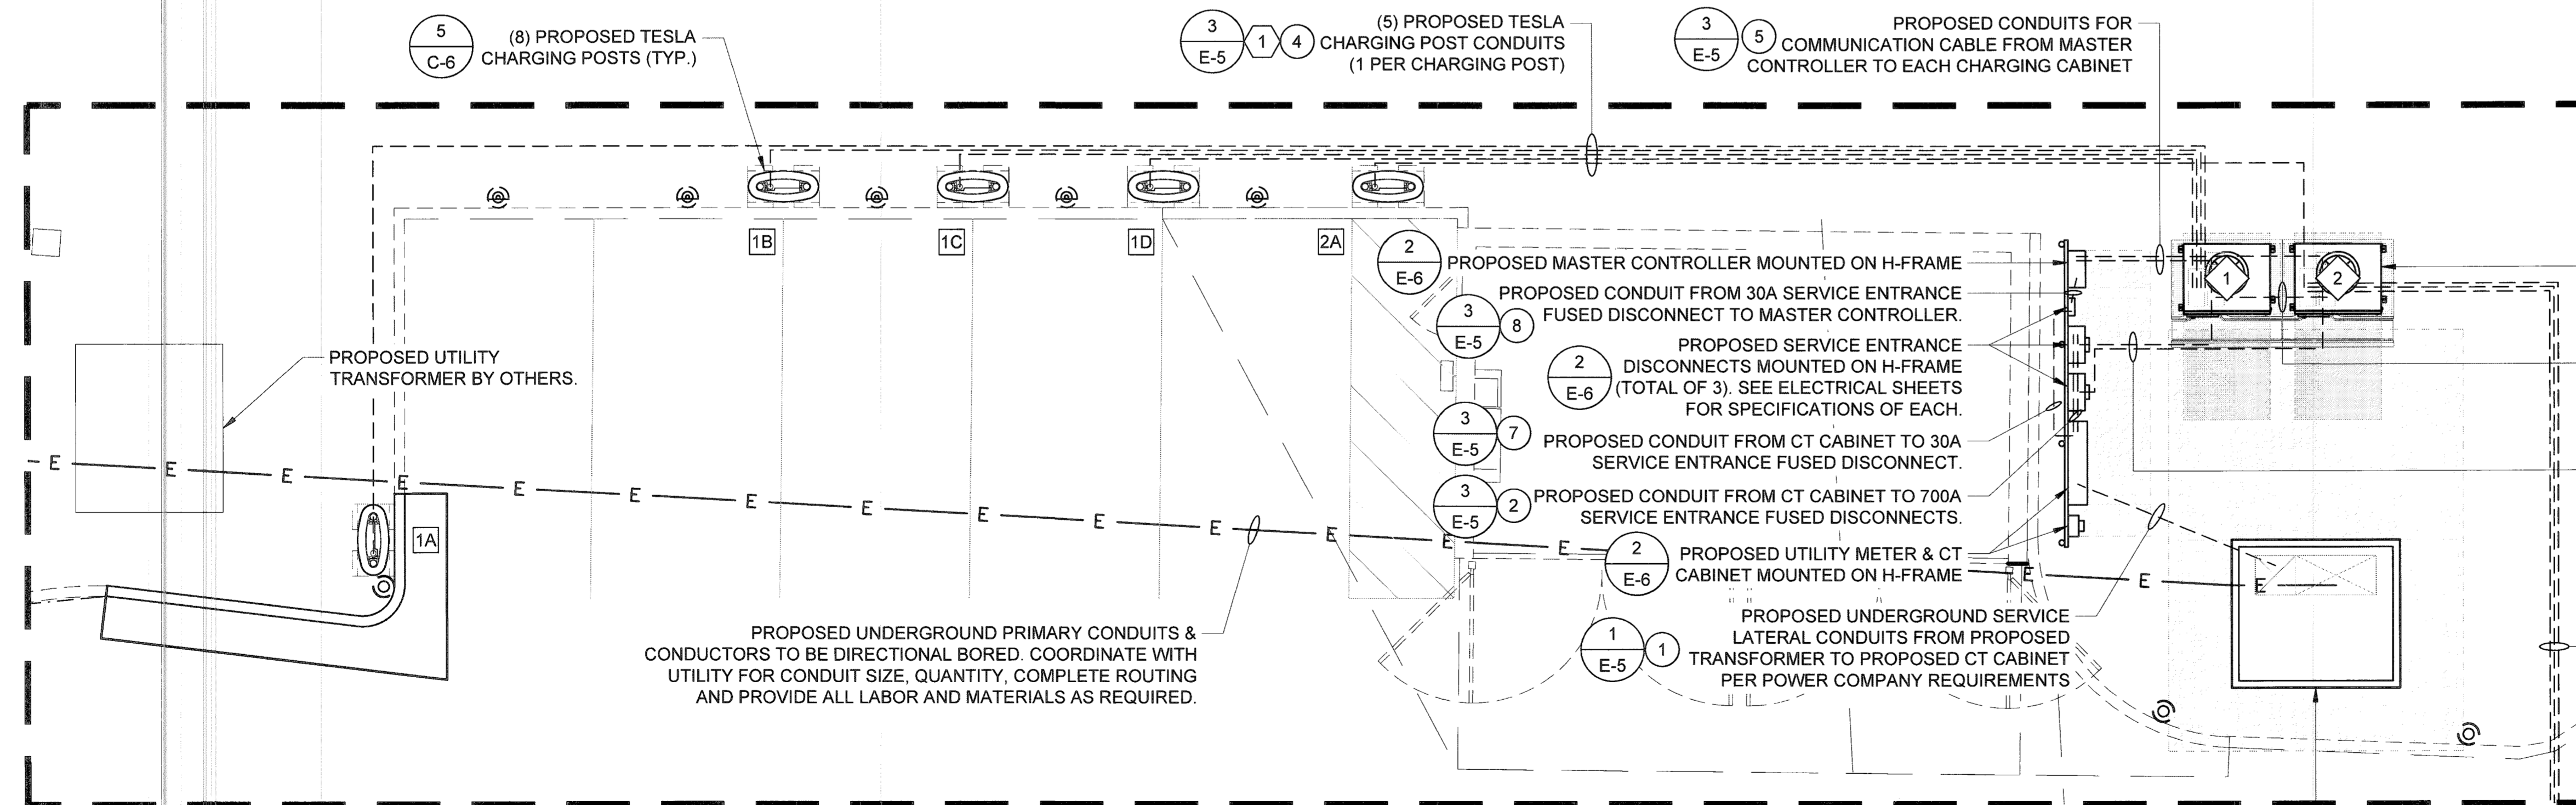 5
C-6
(8) PROPOSED TESLA
CHARGING POSTS (TYP.)
3
E-5
1
4
(5) PROPOSED TESLA
CHARGING POST CONDUITS
(1 PER CHARGING POST)
3
E-5
5
PROPOSED CONDUITS FOR
COMMUNICATION CABLE FROM MASTER
CONTROLLER TO EACH CHARGING CABINET
1B
1C
1D
2A
2
E-6
PROPOSED MASTER CONTROLLER MOUNTED ON H-FRAME
1
2
3
E-5
8
PROPOSED CONDUIT FROM 30A SERVICE ENTRANCE
FUSED DISCONNECT TO MASTER CONTROLLER.
2
E-6
PROPOSED SERVICE ENTRANCE
DISCONNECTS MOUNTED ON H-FRAME
(TOTAL OF 3). SEE ELECTRICAL SHEETS
FOR SPECIFICATIONS OF EACH.
PROPOSED UTILITY
TRANSFORMER BY OTHERS.
3
E-5
7
PROPOSED CONDUIT FROM CT CABINET TO 30A
SERVICE ENTRANCE FUSED DISCONNECT.
3
E-5
2
PROPOSED CONDUIT FROM CT CABINET TO 700A
SERVICE ENTRANCE FUSED DISCONNECTS.
E E E E E E E E E E E E E E E E E
1A
2
E-6
PROPOSED UTILITY METER & CT
CABINET MOUNTED ON H-FRAME
1
E-5
1
PROPOSED UNDERGROUND SERVICE
LATERAL CONDUITS FROM PROPOSED
TRANSFORMER TO PROPOSED CT CABINET
PER POWER COMPANY REQUIREMENTS
PROPOSED UNDERGROUND PRIMARY CONDUITS &
CONDUCTORS TO BE DIRECTIONAL BORED. COORDINATE WITH
UTILITY FOR CONDUIT SIZE, QUANTITY, COMPLETE ROUTING
AND PROVIDE ALL LABOR AND MATERIALS AS REQUIRED.